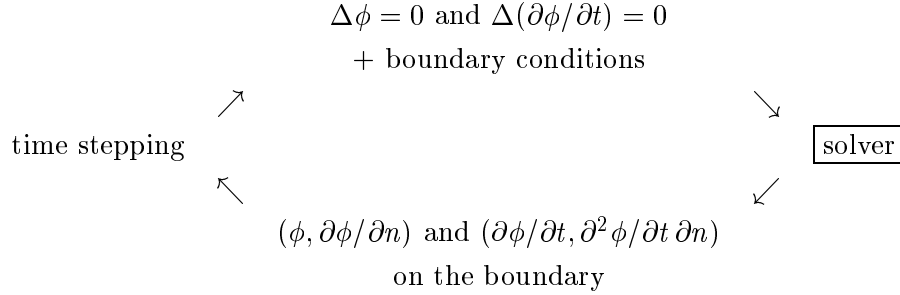 Δϕ = 0 and Δ(∂ϕ/∂t) = 0
+ boundary conditions
time stepping
solver
(ϕ, ∂ϕ/∂n) and (∂ϕ/∂t, ∂²ϕ/∂t ∂n)
on the boundary